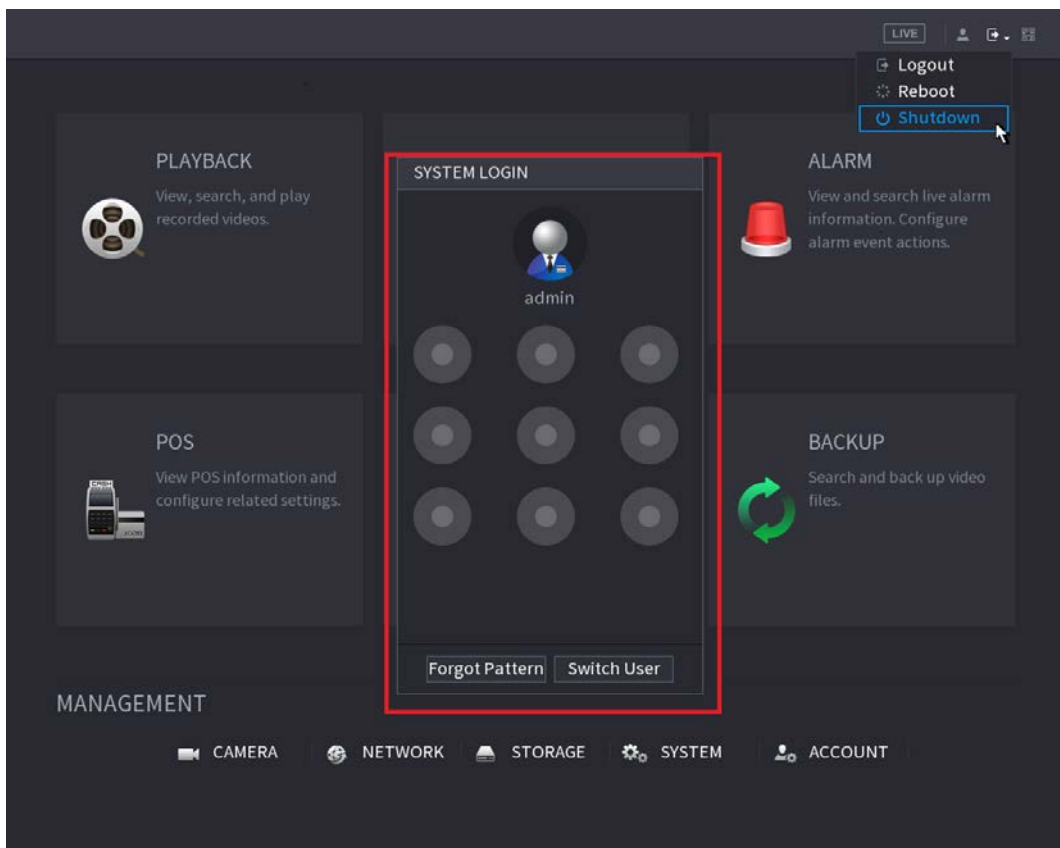 LIVE
Logout
Reboot
Shutdown
PLAYBACK
View, search, and play
recorded videos.
SYSTEM LOGIN
admin
Forgot Pattern
Switch User
ALARM
View and search live alarm
information. Configure
alarm event actions.
POS
View POS information and
configure related settings.
BACKUP
Search and back up video
files.
MANAGEMENT
CAMERA
NETWORK
STORAGE
SYSTEM
ACCOUNT